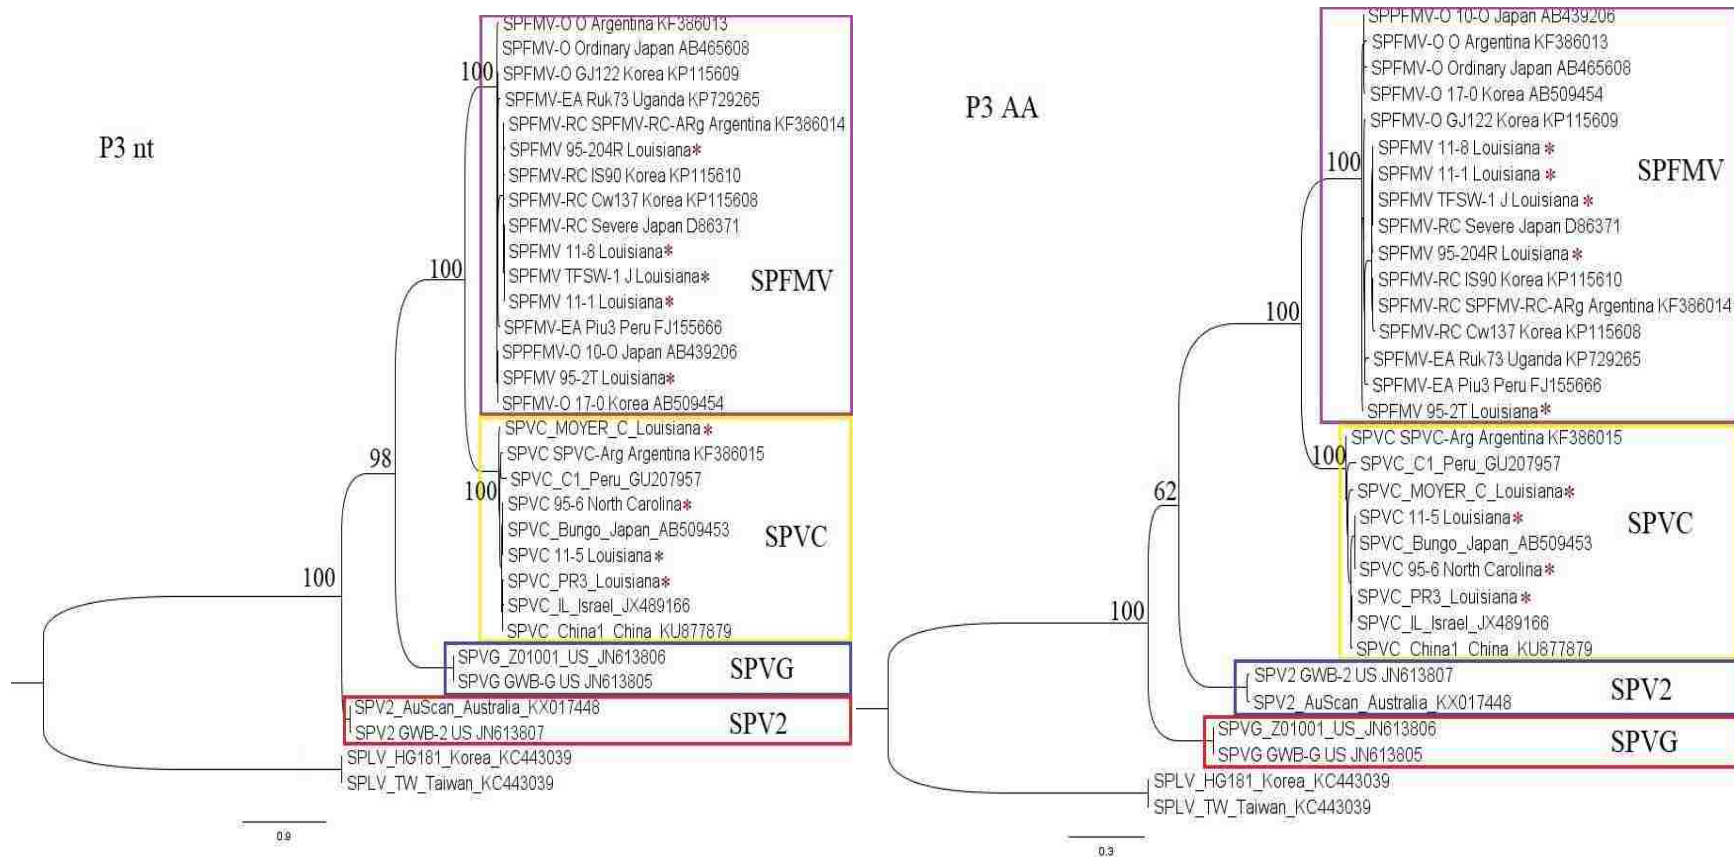 P3 nt
SPFMV-O O Argentina KF386013
SPFMV-O Ordinary Japan AB465608
SPFMV-O GJ122 Korea KP115609
SPFMV-EA Ruk73 Uganda KP729265
SPFMV-RC SPFMV-RC-ARg Argentina KF386014
SPFMV 95-204R Louisiana*
SPFMV-RC IS90 Korea KP115610
SPFMV-RC Cw137 Korea KP115608
SPFMV-RC Severe Japan D86371
SPFMV 11-8 Louisiana*
SPFMV TFSW-1 J Louisiana*
SPFMV 11-1 Louisiana*
SPFMV-EA Piu3 Peru FJ155666
SPPFMV-O 10-O Japan AB439206
SPFMV 95-2T Louisiana*
SPFMV-O 17-0 Korea AB509454
SPFMV
SPVC_MOYER_C_Louisiana*
SPVC SPVC-Arg Argentina KF386015
SPVC_C1_Peru_GU207957
SPVC 95-6 North Carolina*
SPVC_Bungo_Japan_AB509453
SPVC 11-5 Louisiana*
SPVC_PR3_Louisiana*
SPVC_IL_Israel_JX489166
SPVC_China1_China_KU877879
SPVC
SPVG_Z01001_US_JN613806
SPVG GWB-G US JN613805
SPVG
SPV2_AuScan_Australia_KX017448
SPV2 GWB-2 US JN613807
SPV2
SPLV_HG181_Korea_KC443039
SPLV_TW_Taiwan_KC443039
100
100
98
100
100
0.9
P3 AA
SPPFMV-O 10-O Japan AB439206
SPFMV-O O Argentina KF386013
SPFMV-O Ordinary Japan AB465608
SPFMV-O 17-0 Korea AB509454
SPFMV-O GJ122 Korea KP115609
SPFMV 11-8 Louisiana*
SPFMV 11-1 Louisiana*
SPFMV TFSW-1 J Louisiana*
SPFMV-RC Severe Japan D86371
SPFMV 95-204R Louisiana*
SPFMV-RC IS90 Korea KP115610
SPFMV-RC SPFMV-RC-ARg Argentina KF386014
SPFMV-RC Cw137 Korea KP115608
SPFMV-EA Ruk73 Uganda KP729265
SPFMV-EA Piu3 Peru FJ155666
SPFMV 95-2T Louisiana*
SPFMV
SPVC SPVC-Arg Argentina KF386015
SPVC_C1_Peru_GU207957
SPVC_MOYER_C_Louisiana*
SPVC 11-5 Louisiana*
SPVC_Bungo_Japan_AB509453
SPVC 95-6 North Carolina*
SPVC_PR3_Louisiana*
SPVC_IL_Israel_JX489166
SPVC_China1_China_KU877879
SPVC
SPV2 GWB-2 US JN613807
SPV2_AuScan_Australia_KX017448
SPV2
SPVG_Z01001_US_JN613806
SPVG GWB-G US JN613805
SPVG
SPLV_HG181_Korea_KC443039
SPLV_TW_Taiwan_KC443039
100
100
100
62
100
0.3